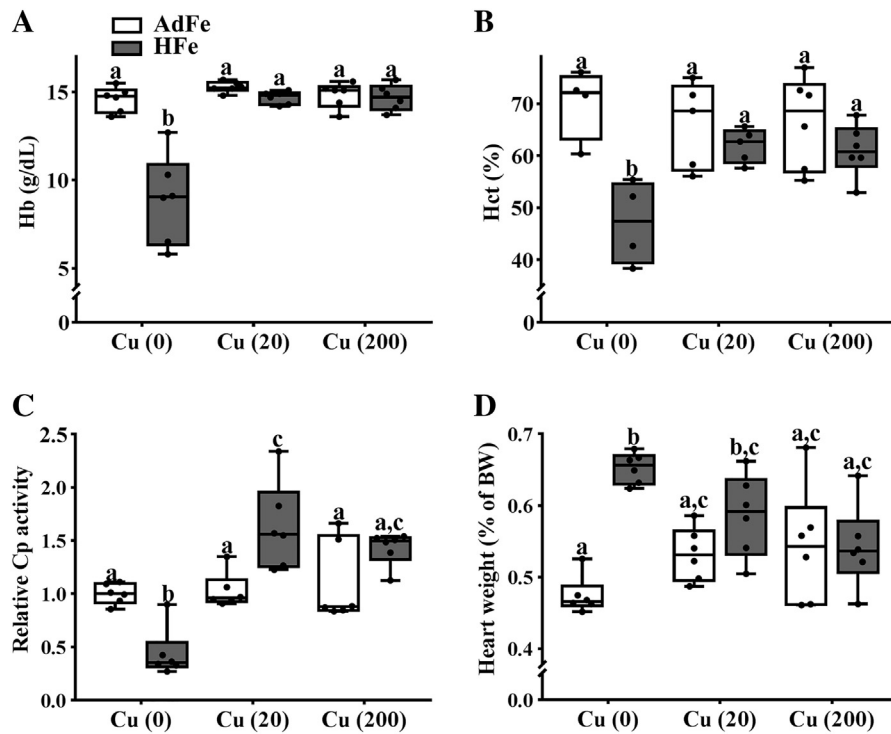 A
AdFe
HFe
Hb (g/dL)
15
10
5
0
a
b
a
a
a
a
Cu (0)
Cu (20)
Cu (200)
B
Hct (%)
70
60
50
40
0
a
b
a
a
a
a
Cu (0)
Cu (20)
Cu (200)
C
Relative Cp activity
2.5
2.0
1.5
1.0
0.5
0.0
a
b
a
c
a
a,c
Cu (0)
Cu (20)
Cu (200)
D
Heart weight (% of BW)
0.7
0.6
0.5
0.4
0.0
a
b
a,c
b,c
a,c
a,c
Cu (0)
Cu (20)
Cu (200)